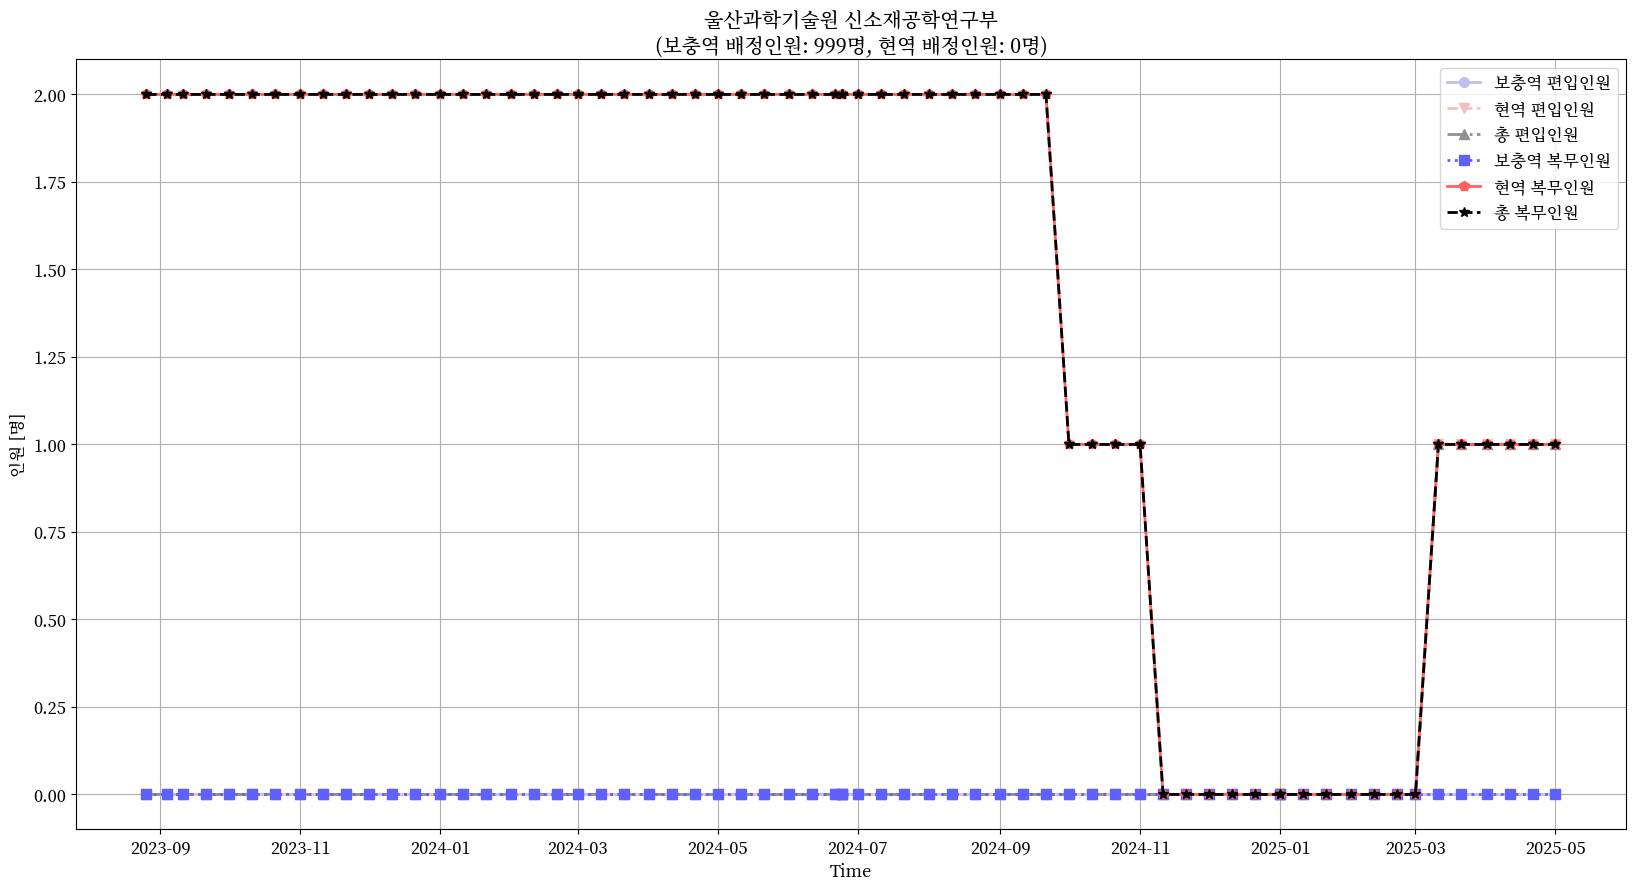 울산과학기술원 신소재공학연구부
(보충역 배정인원: 999명, 현역 배정인원: 0명)
보충역 편입인원
현역 편입인원
총 편입인원
보충역 복무인원
현역 복무인원
총 복무인원
인원 [명]
2.00
1.75
1.50
1.25
1.00
0.75
0.50
0.25
0.00
2023-09 2023-11 2024-01 2024-03 2024-05 2024-07 2024-09 2024-11 2025-01 2025-03 2025-05
Time